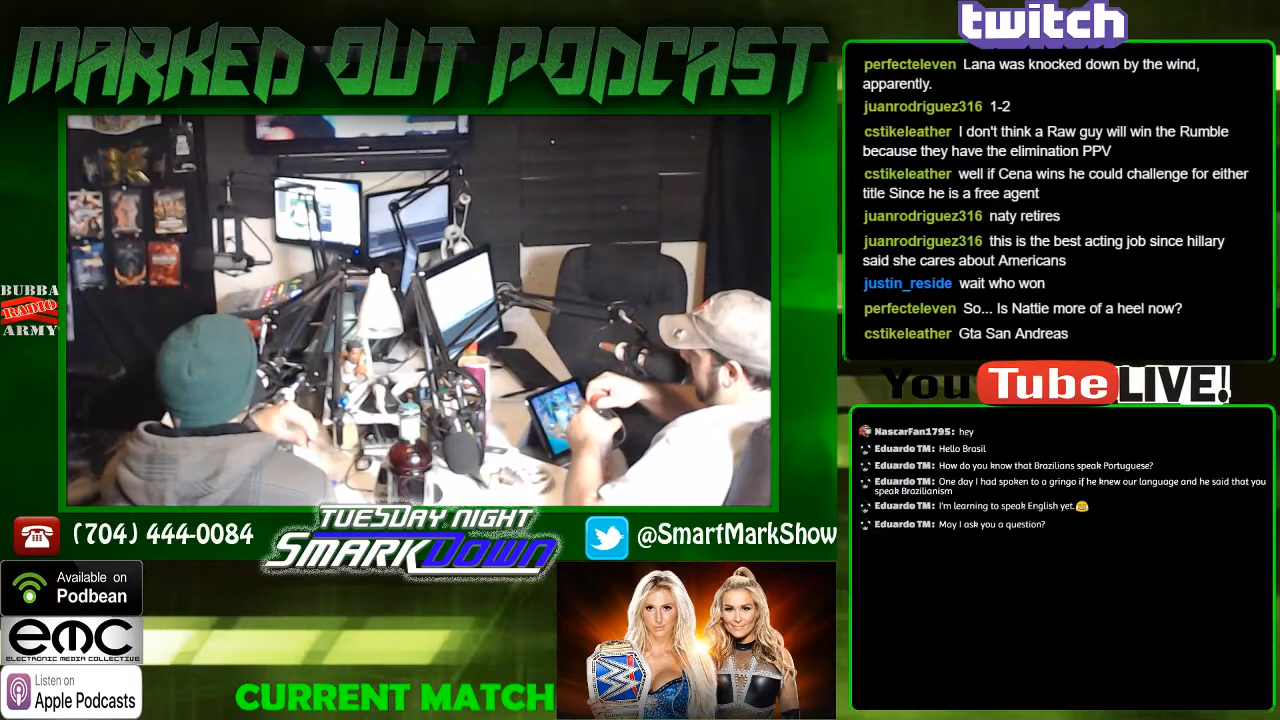 MARKED OUT PODCAST
twitch
perfecteleven Lana was knocked down by the wind,
apparently.
juanrodriguez316 1-2
cstikeleather I don't think a Raw guy will win the Rumble
because they have the elimination PPV
cstikeleather well if Cena wins he could challenge for either
title Since he is a free agent
juanrodriguez316 naty retires
juanrodriguez316 this is the best acting job since hillary
said she cares about Americans
justin_reside wait who won
perfecteleven So... Is Nattie more of a heel now?
cstikeleather Gta San Andreas
BUBBA
RADIO
ARMY
You Tube LIVE!
NascarFan1795: hey
Eduardo TM: Hello Brasil
Eduardo TM: How do you know that Brazilians speak Portuguese?
Eduardo TM: One day I had spoken to a gringo if he knew our language and he said that you
speak Brazilianism
Eduardo TM: I'm learning to speak English yet.😂
Eduardo TM: May I ask you a question?
(704) 444-0084
TUESDAY NIGHT
SMARKDOWN
@SmartMarkShow
Available on
Podbean
emc
ELECTRONIC MEDIA COLLECTIVE
Listen on
Apple Podcasts
CURRENT MATCH